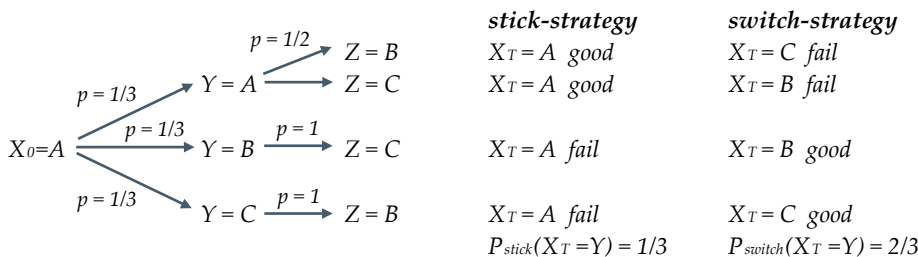 stick-strategy switch-strategy
p = 1/2 Z = B X_T = A good X_T = C fail
p = 1/3 Y = A Z = C X_T = A good X_T = B fail
p = 1/3 p = 1
X_0=A Y = B Z = C X_T = A fail X_T = B good
p = 1/3 p = 1
Y = C Z = B X_T = A fail X_T = C good
P_stick(X_T =Y) = 1/3 P_switch(X_T =Y) = 2/3